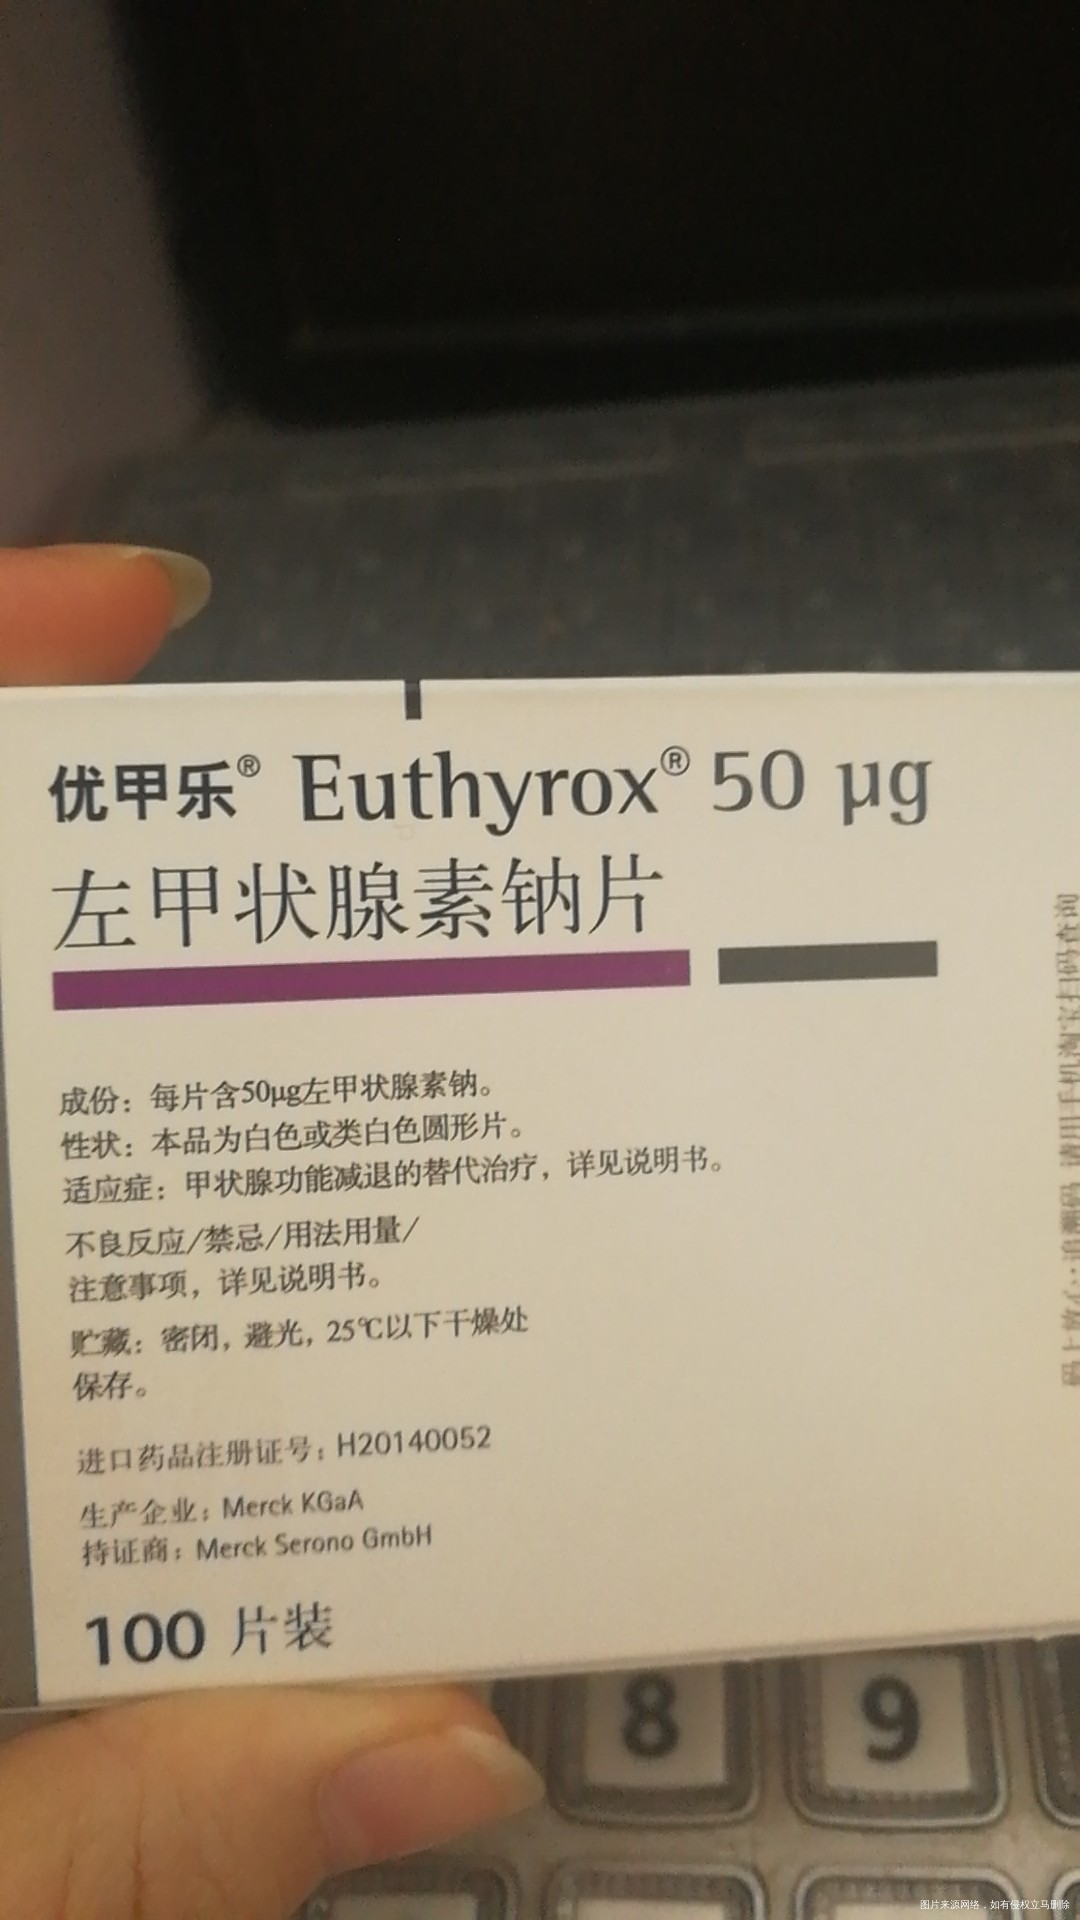 优甲乐® Euthyrox® 50 µg
左甲状腺素钠片
成份：每片含50µg左甲状腺素钠。
性状：本品为白色或类白色圆形片。
适应症：甲状腺功能减退的替代治疗，详见说明书。
不良反应/禁忌/用法用量/
注意事项，详见说明书。
贮藏：密闭，避光，25℃以下干燥处
保存。
进口药品注册证号：H20140052
生产企业：Merck KGaA
持证商：Merck Serono GmbH
100 片装
8 9
图片来源网络，如有侵权立马删除